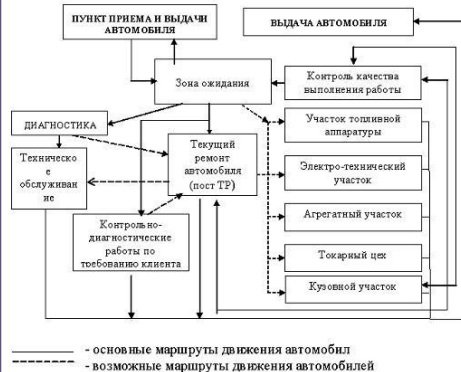 ПУНКТ ПРИЕМА И ВЫДАЧИ
АВТОМОБИЛЯ
ВЫДАЧА АВТОМОБИЛЯ
Зона ожидания
Контроль качества
выполнения работы
ДИАГНОСТИКА
Техническо
е
обслуживан
ие
Текущий
ремонт
автомобиля
(пост ТР)
Контрольно-
диагностические
работы по
требованию клиента
Участок топливной
аппаратуры
Электро-технический
участок
Агрегатный участок
Токарный цех
Кузовной участок
- основные маршруты движения автомобил
- возможные маршруты движения автомобилей